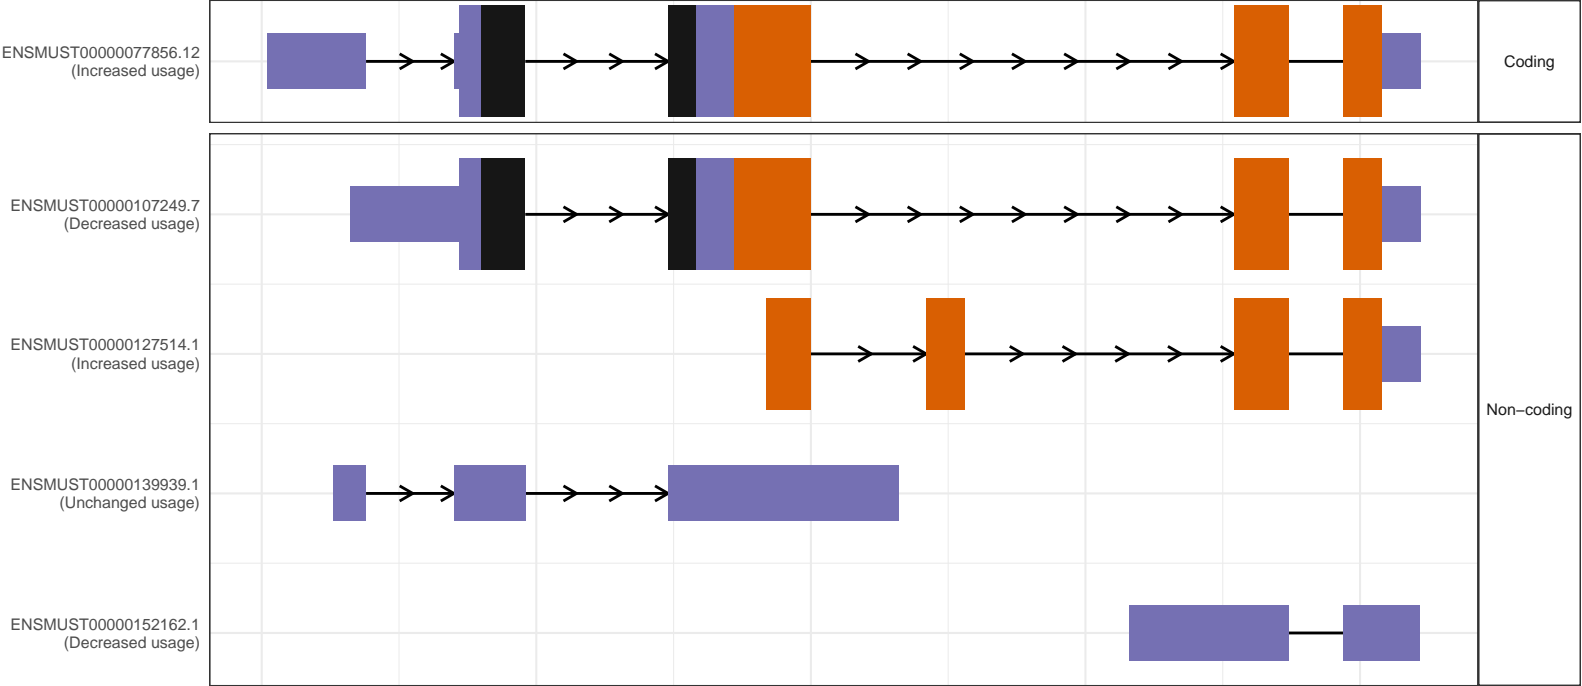 ENSMUST00000077856.12
(Increased usage)
Coding
ENSMUST00000107249.7
(Decreased usage)
ENSMUST00000127514.1
(Increased usage)
Non−coding
ENSMUST00000139939.1
(Unchanged usage)
ENSMUST00000152162.1
(Decreased usage)